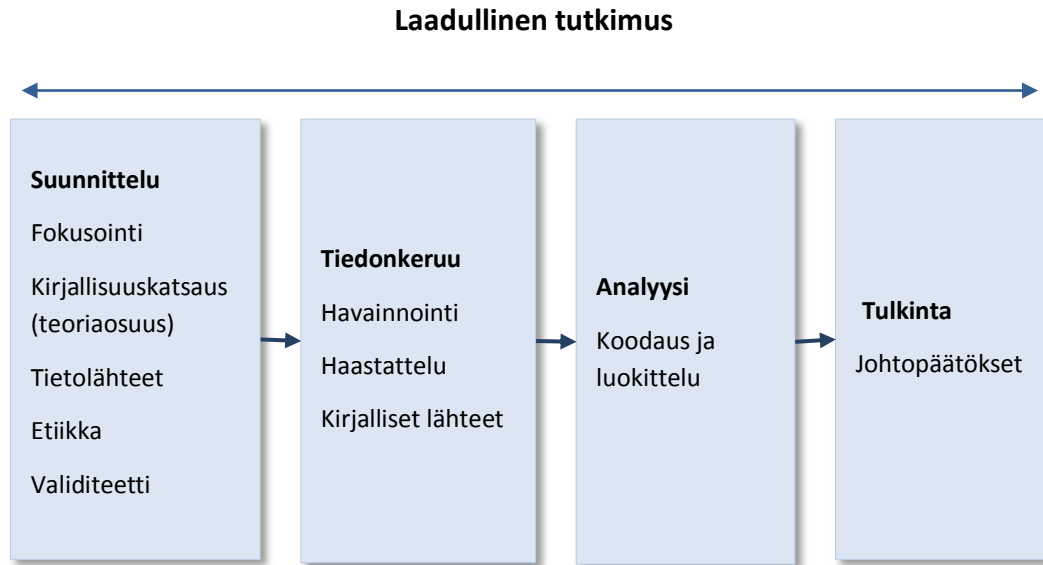 Laadullinen tutkimus
Suunnittelu
Fokusointi
Kirjallisuuskatsaus
(teoriaosuus)
Tietolähteet
Etiikka
Validiteetti
Tiedonkeruu
Havainnointi
Haastattelu
Kirjalliset lähteet
Analyysi
Koodaus ja
luokittelu
Tulkinta
Johtopäätökset